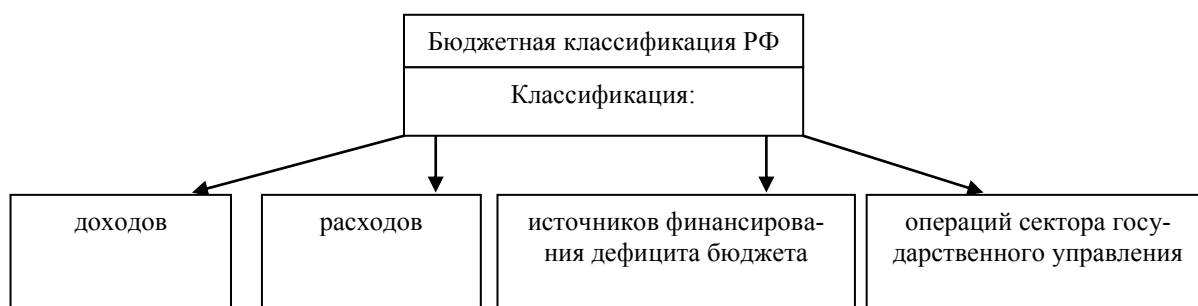 Бюджетная классификация РФ
Классификация:
доходов
расходов
источников финансирова-
ния дефицита бюджета
операций сектора госу-
дарственного управления